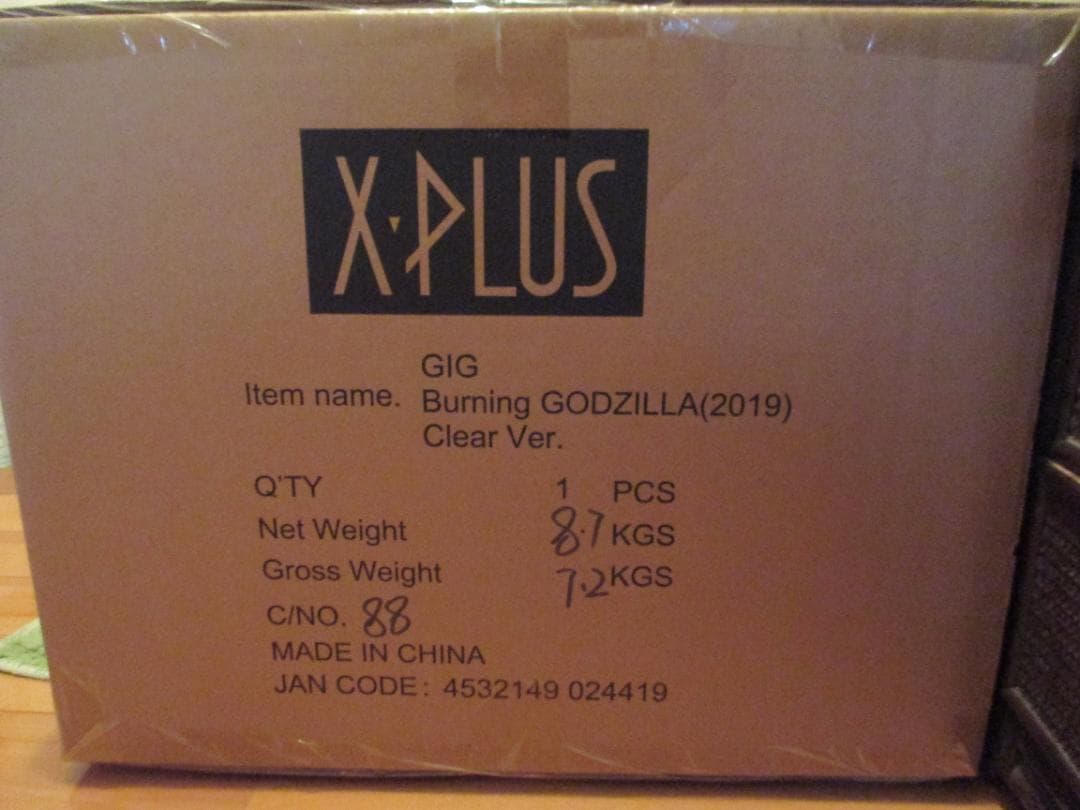 X·PLUS
GIG
Item name. Burning GODZILLA(2019)
Clear Ver.
Q'TY 1 PCS
Net Weight 8.7 KGS
Gross Weight 7.2 KGS
C/NO. 88
MADE IN CHINA
JAN CODE: 4532149 024419